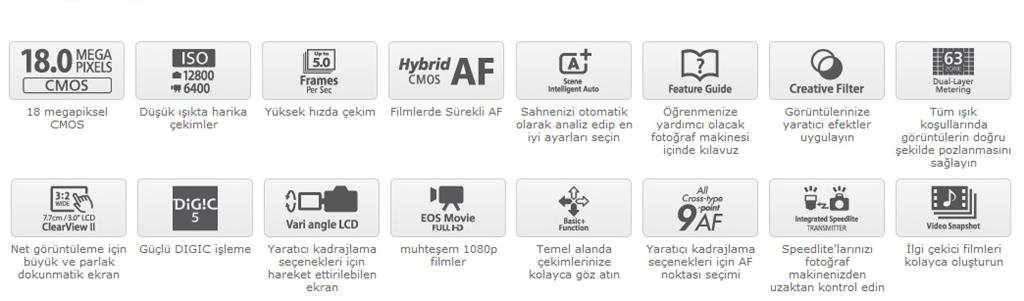 18.0 MEGA PIXELS
CMOS
18 megapiksel
CMOS
ISO
12800
6400
Düşük ışıkta harika
çekimler
Up to
5.0
Frames
Per Sec
Yüksek hızda çekim
Hybrid
CMOS AF
Filmlerde Sürekli AF
A+
Scene
Intelligent Auto
Sahnenizi otomatik
olarak analiz edip en
iyi ayarları seçin
?
Feature Guide
Öğrenmenize
yardımcı olacak
fotoğraf makinesi
içinde kılavuz
Creative Filter
Görüntülerinize
yaratıcı efektler
uygulayın
63
ZONE
Dual-Layer
Metering
Tüm ışık
koşullarında
görüntülerin doğru
şekilde pozlanmasını
sağlayın
3:2
WIDE
7.7cm/3.0" LCD
ClearView II
Net görüntüleme için
büyük ve parlak
dokunmatik ekran
DIGIC
5
Güçlü DIGIC işleme
Vari angle LCD
Yaratıcı kadrajlama
seçenekleri için
hareket ettirilebilen
ekran
EOS Movie
FULL HD
muhteşem 1080p
filmler
Basic+
Function
Temel alanda
çekimlerinize
kolayca göz atın
All
Cross-type
9-point AF
Yaratıcı kadrajlama
seçenekleri için AF
noktası seçimi
Integrated Speedlite
TRANSMITTER
Speedlite'larınızı
fotoğraf
makinenizden
uzaktan kontrol edin
Video Snapshot
İlgi çekici filmleri
kolayca oluşturun